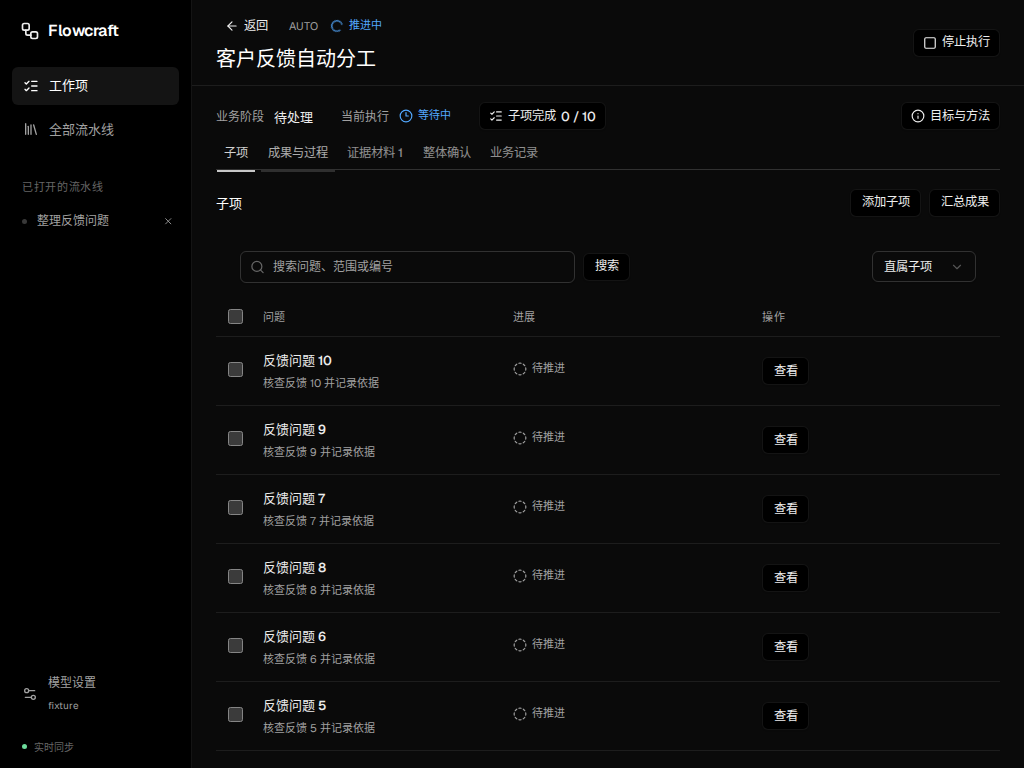 Flowcraft
工作项
全部流水线
已打开的流水线
整理反馈问题
模型设置
fixture
实时同步
返回 AUTO 推进中
客户反馈自动分工
停止执行
业务阶段 待处理 当前执行 等待中 子项完成 0 / 10 目标与方法
子项 成果与过程 证据材料 1 整体确认 业务记录
子项 添加子项 汇总成果
搜索问题、范围或编号 搜索 直属子项
问题 进展 操作
反馈问题 10
核查反馈 10 并记录依据
待推进 查看
反馈问题 9
核查反馈 9 并记录依据
待推进 查看
反馈问题 7
核查反馈 7 并记录依据
待推进 查看
反馈问题 8
核查反馈 8 并记录依据
待推进 查看
反馈问题 6
核查反馈 6 并记录依据
待推进 查看
反馈问题 5
核查反馈 5 并记录依据
待推进 查看